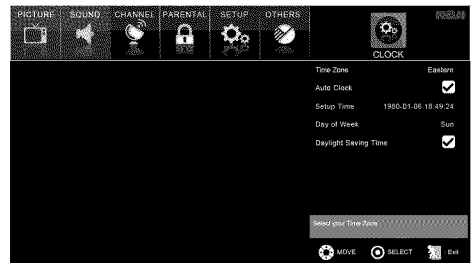 PICTURE SOUND CHANNEL PARENTAL SETUP OTHERS
CLOCK
Time Zone Eastern
Auto Clock
Setup Time 1980-01-06 18:49:24
Day of Week Sun
Daylight Saving Time
Select your Time Zone
MOVE SELECT : Exit